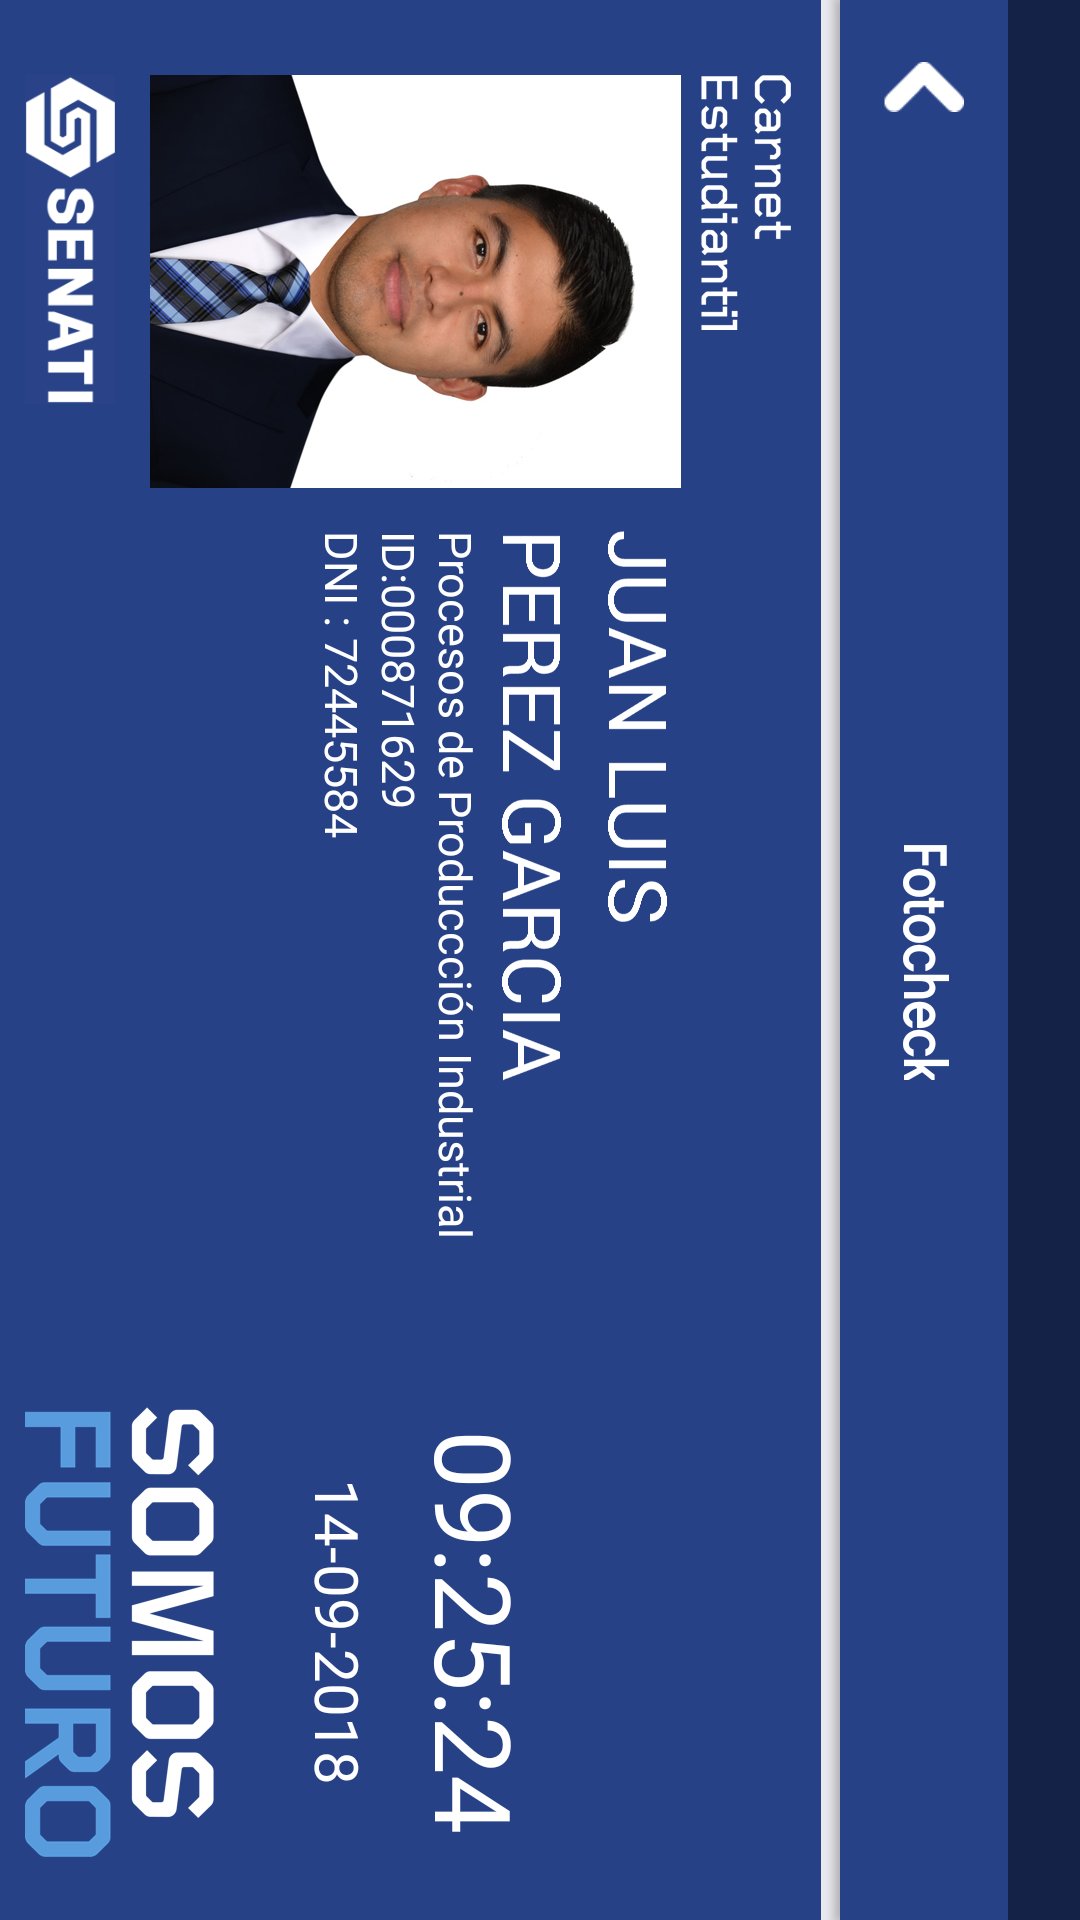 Fotocheck
Carnet
Estudiantil
JUAN LUIS
PEREZ GARCIA
Procesos de Produccción Industrial
ID:000871629
DNI : 72445584
09:25:24
14-09-2018
SENATI
SOMOS
FUTURO